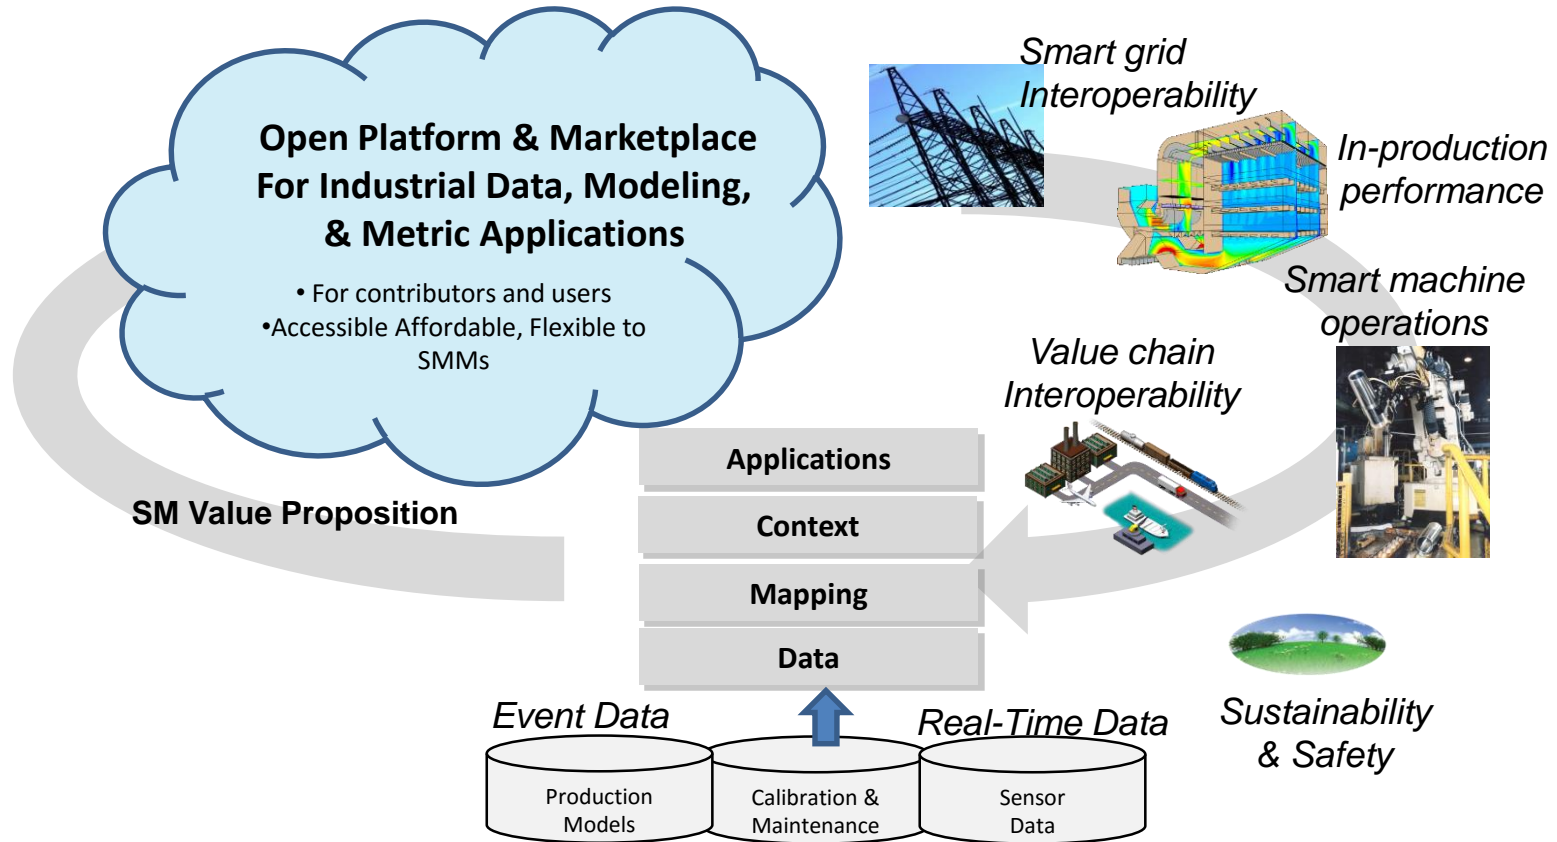 Open Platform & Marketplace
For Industrial Data, Modeling,
& Metric Applications
• For contributors and users
•Accessible Affordable, Flexible to
SMMs
SM Value Proposition
Smart grid
Interoperability
In-production
performance
Smart machine
operations
Value chain
Interoperability
Applications
Context
Mapping
Data
Event Data
Real-Time Data
Production
Models
Calibration &
Maintenance
Sensor
Data
Sustainability
& Safety